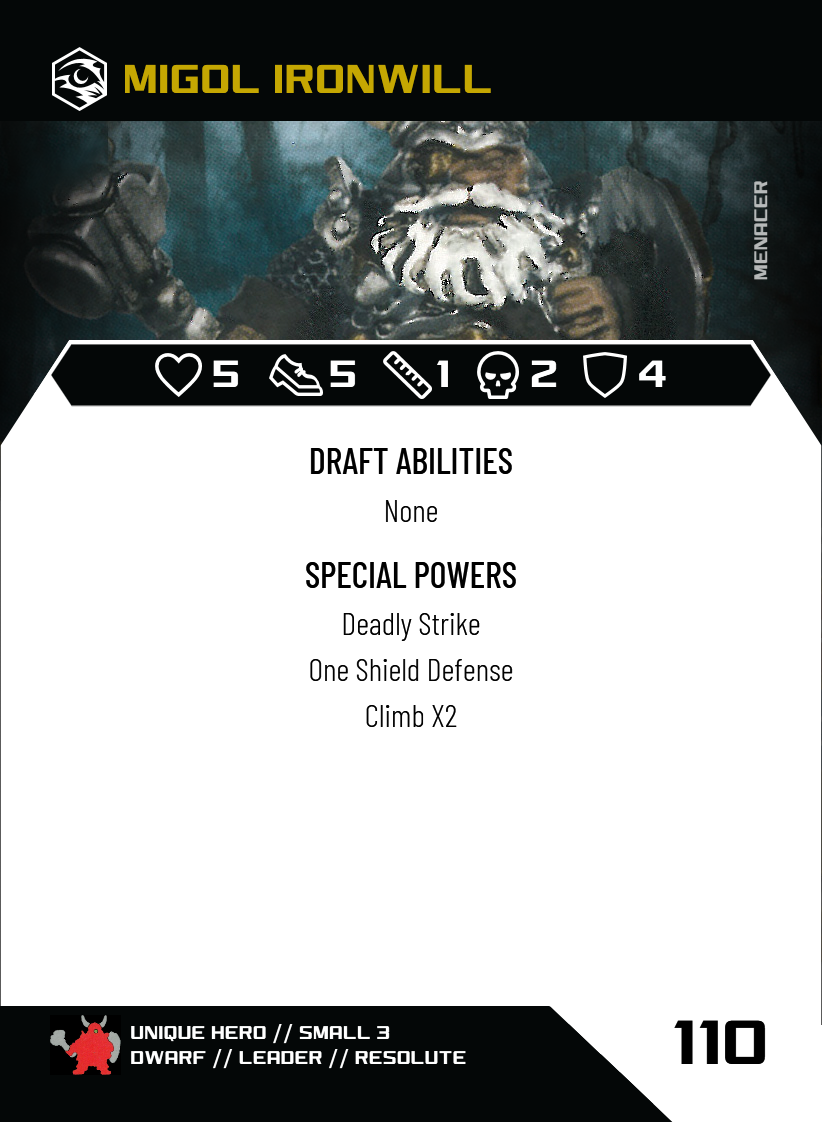 MIGOL IRONWILL
MENACER
5 5 1 2 4
DRAFT ABILITIES
None
SPECIAL POWERS
Deadly Strike
One Shield Defense
Climb X2
UNIQUE HERO // SMALL 3
DWARF // LEADER // RESOLUTE
110